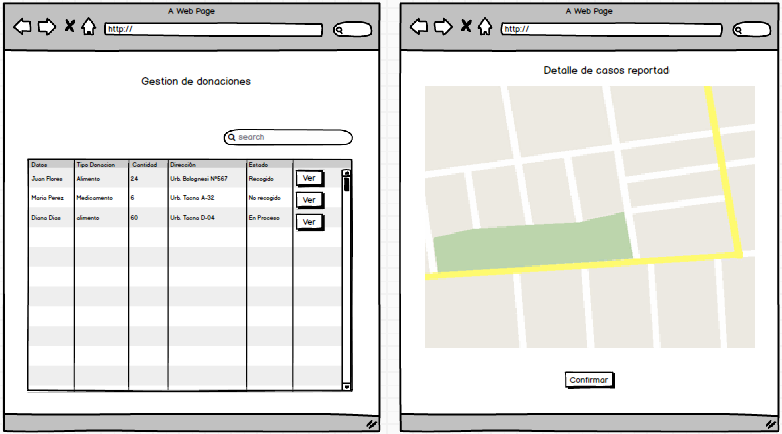 A Web Page
http://
Gestion de donaciones
search
Datos Tipo Donacion Cantidad Dirección Estado
Juan Flores Alimento 24 Urb. Bolognesi Nº567 Recogido Ver
Maria Perez Medicamento 6 Urb. Tacna A-32 No recogido Ver
Diana Dias alimento 60 Urb. Tacna D-04 En Proceso Ver
A Web Page
http://
Detalle de casos reportad
Confirmar